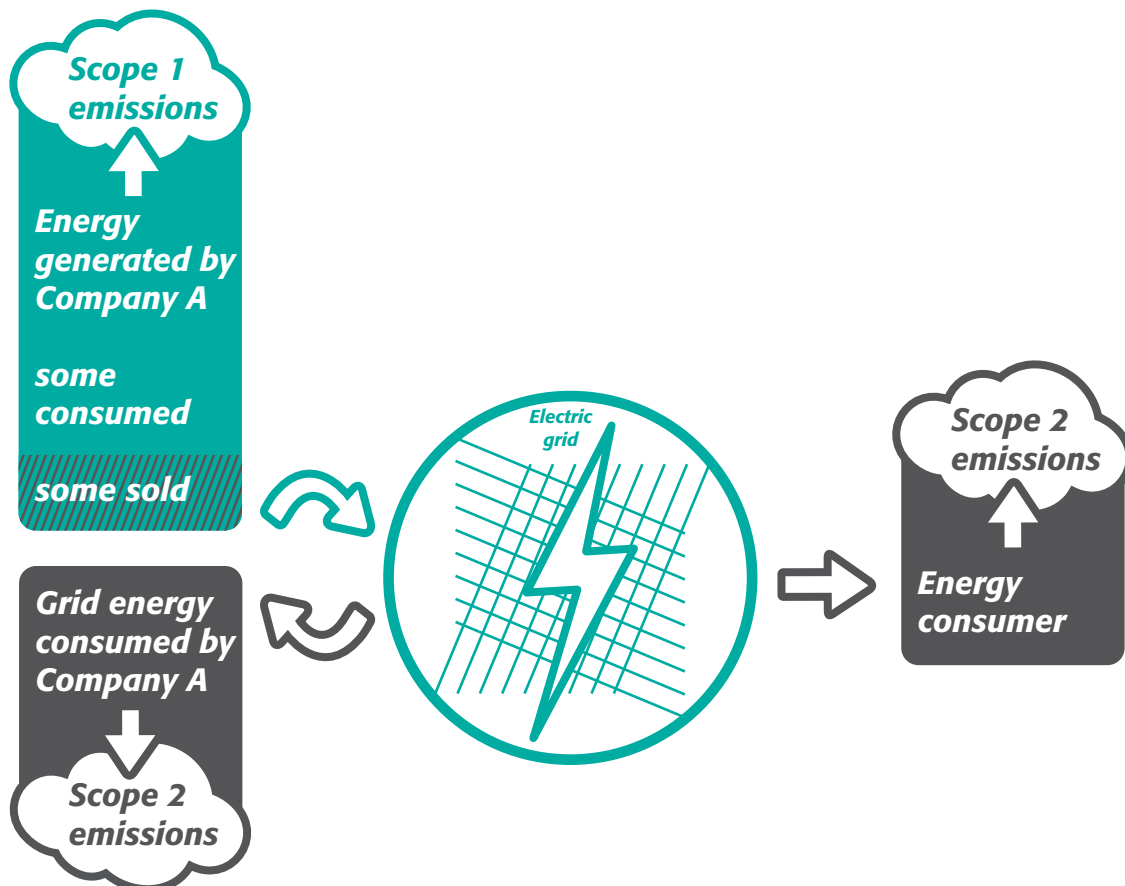 Scope 1
emissions
Energy
generated by
Company A
some
consumed
some sold
Grid energy
consumed by
Company A
Scope 2
emissions
Electric
grid
Scope 2
emissions
Energy
consumer